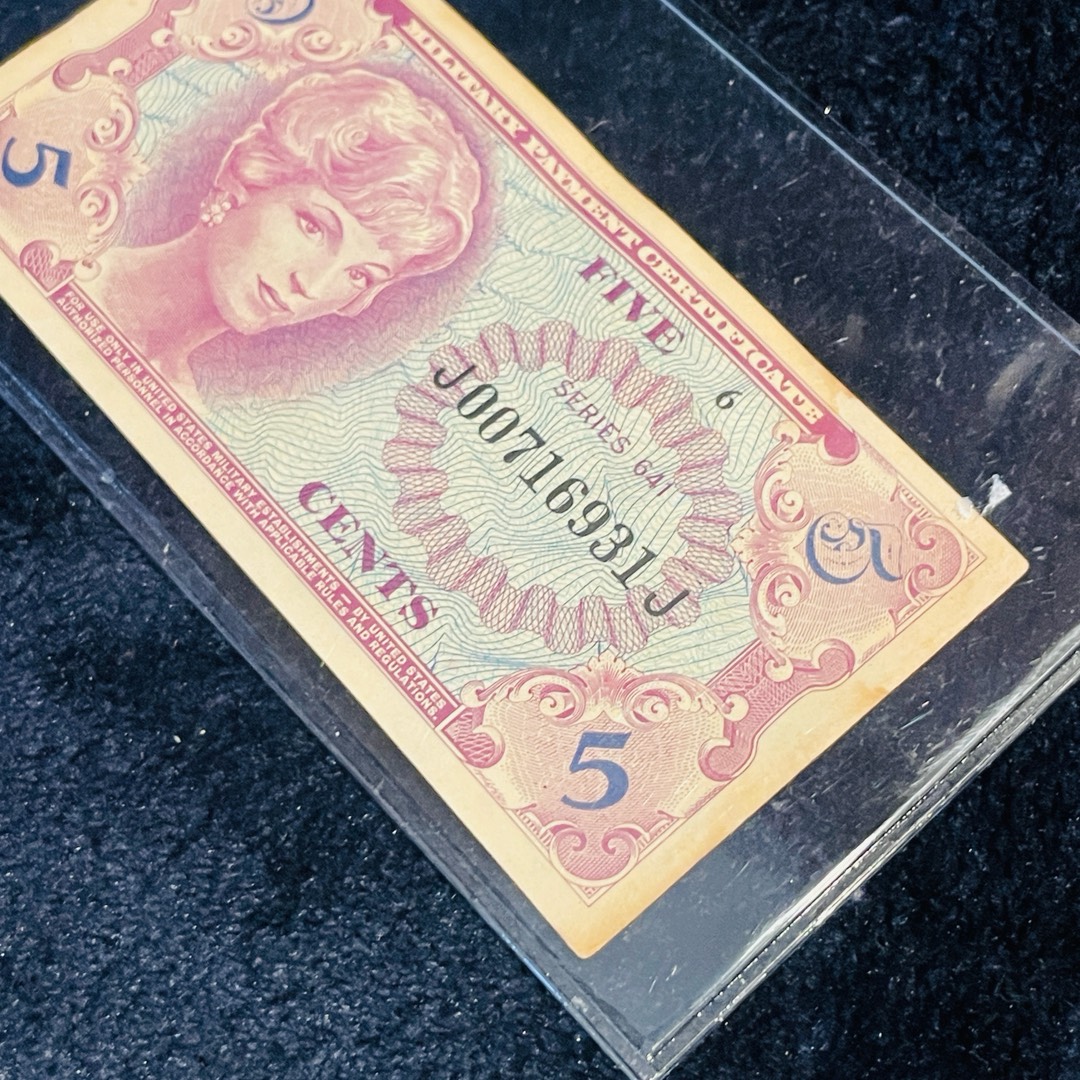 MILITARY PAYMENT CERTIFICATE
5
5
FIVE
6
SERIES 641
J00716931J
CENTS
5
5
FOR USE ONLY IN UNITED STATES MILITARY ESTABLISHMENTS — BY UNITED STATES
AUTHORIZED PERSONNEL IN ACCORDANCE WITH APPLICABLE RULES AND REGULATIONS.